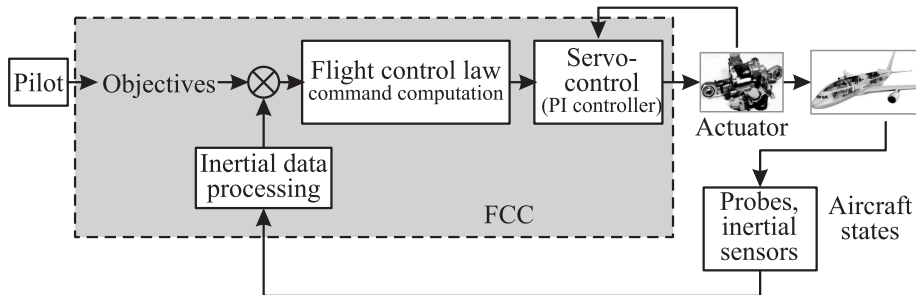 Pilot
Objectives
Flight control law
command computation
Servo-
control
(PI controller)
Actuator
Inertial data
processing
FCC
Probes,
inertial
sensors
Aircraft
states